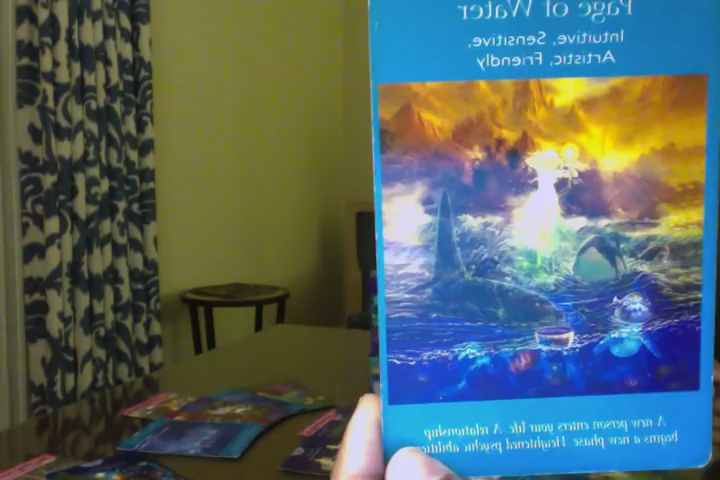 Page of Water
Intuitive, Sensitive,
Artistic, Friendly
A new person enters your life. A relationship
begins a new phase. Heightened psychic abilities.